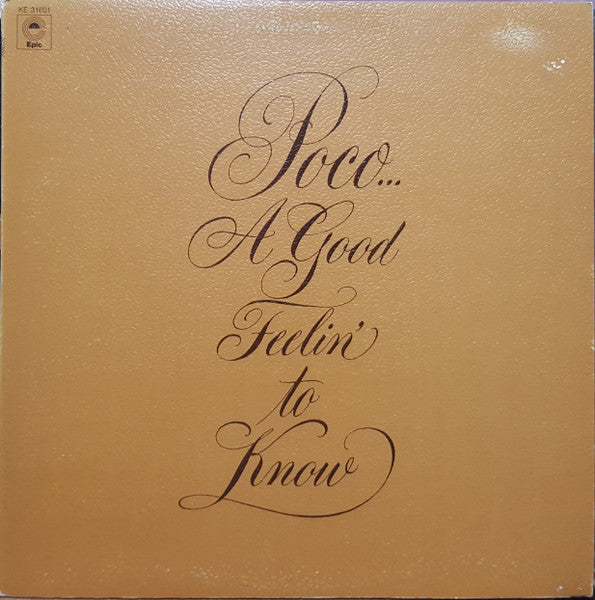 KE 31601
Epic
Poco...
A Good
Feelin'
to
Know